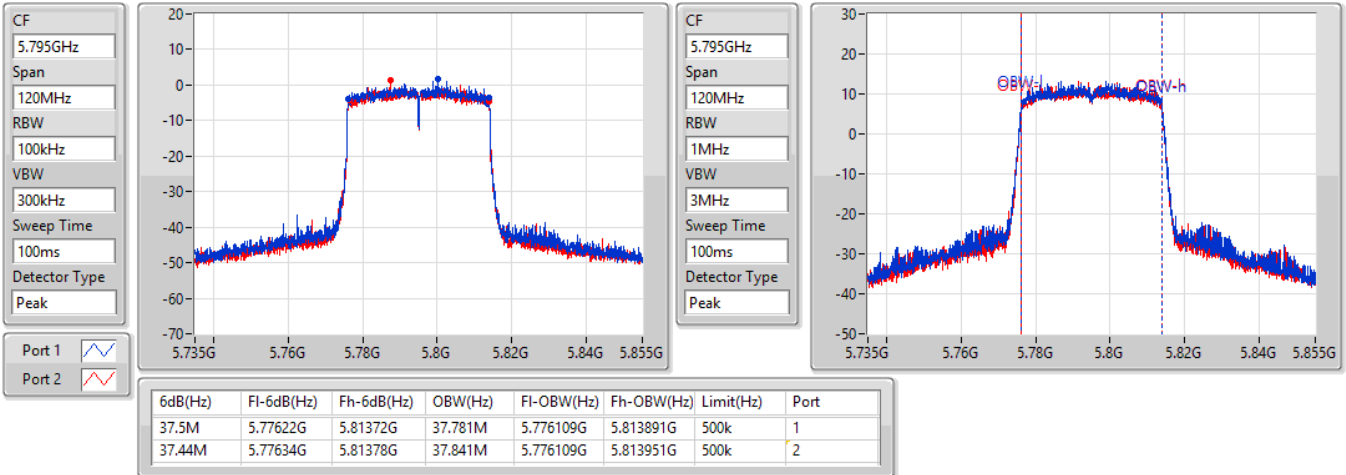 CF
5.795GHz
Span
120MHz
RBW
100kHz
VBW
300kHz
Sweep Time
100ms
Detector Type
Peak
Port 1
Port 2
20
10
0
-10
-20
-30
-40
-50
-60
-70
5.735G 5.76G 5.78G 5.8G 5.82G 5.84G 5.855G
CF
5.795GHz
Span
120MHz
RBW
1MHz
VBW
3MHz
Sweep Time
100ms
Detector Type
Peak
30
20
10
0
-10
-20
-30
-40
-50
OBW-l OBW-h
5.735G 5.76G 5.78G 5.8G 5.82G 5.84G 5.855G
6dB(Hz) Fl-6dB(Hz) Fh-6dB(Hz) OBW(Hz) Fl-OBW(Hz) Fh-OBW(Hz) Limit(Hz) Port
37.5M 5.77622G 5.81372G 37.781M 5.776109G 5.813891G 500k 1
37.44M 5.77634G 5.81378G 37.841M 5.776109G 5.813951G 500k 2